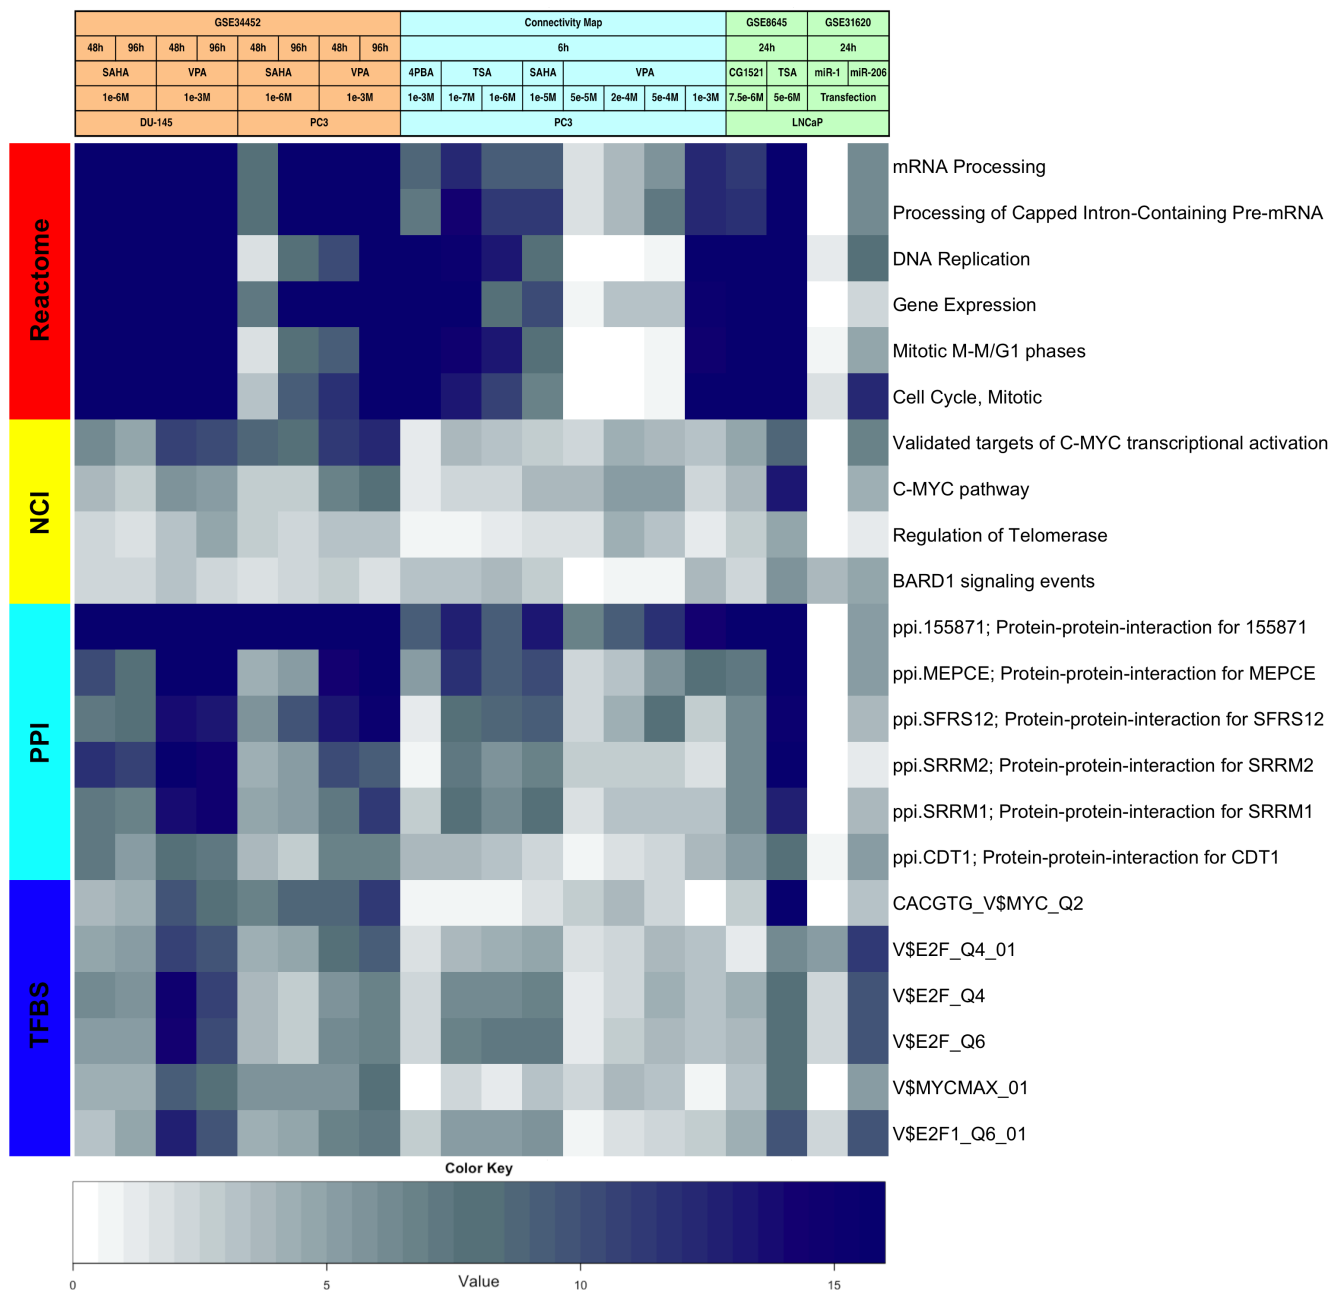 GSE34452 Connectivity Map GSE8645 GSE31620
48h 96h 48h 96h 48h 96h 48h 96h 6h 24h 24h
SAHA VPA SAHA VPA 4PBA TSA SAHA VPA CG1521 TSA miR-1 miR-206
1e-6M 1e-3M 1e-6M 1e-3M 1e-3M 1e-7M 1e-6M 1e-5M 5e-5M 2e-4M 5e-4M 1e-3M 7.5e-6M 5e-6M Transfection
DU-145 PC3 PC3 LNCaP
Reactome
mRNA Processing
Processing of Capped Intron-Containing Pre-mRNA
DNA Replication
Gene Expression
Mitotic M-M/G1 phases
Cell Cycle, Mitotic
NCI
Validated targets of C-MYC transcriptional activation
C-MYC pathway
Regulation of Telomerase
BARD1 signaling events
PPI
ppi.155871; Protein-protein-interaction for 155871
ppi.MEPCE; Protein-protein-interaction for MEPCE
ppi.SFRS12; Protein-protein-interaction for SFRS12
ppi.SRRM2; Protein-protein-interaction for SRRM2
ppi.SRRM1; Protein-protein-interaction for SRRM1
ppi.CDT1; Protein-protein-interaction for CDT1
TFBS
CACGTG_V$MYC_Q2
V$E2F_Q4_01
V$E2F_Q4
V$E2F_Q6
V$MYCMAX_01
V$E2F1_Q6_01
Color Key
0 5 10 15
Value